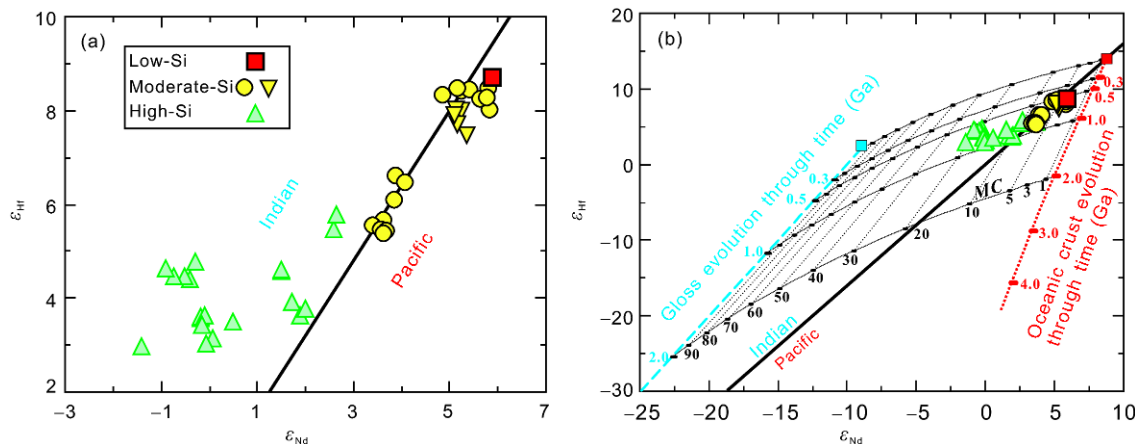 (a)
Low-Si
Moderate-Si
High-Si
Indian
Pacific
10
8
6
4
2
−3
−1
1
3
5
7
εHf
εNd
(b)
20
10
0
−10
−20
−30
−25
−20
−15
−10
−5
0
5
10
εHf
εNd
Gloss evolution through time (Ga)
0.3
0.5
1.0
2.0
Oceanic crust evolution
through time (Ga)
0.3
0.5
1.0
2.0
3.0
4.0
MC
1
3
5
10
20
30
40
50
60
70
80
90
Indian
Pacific